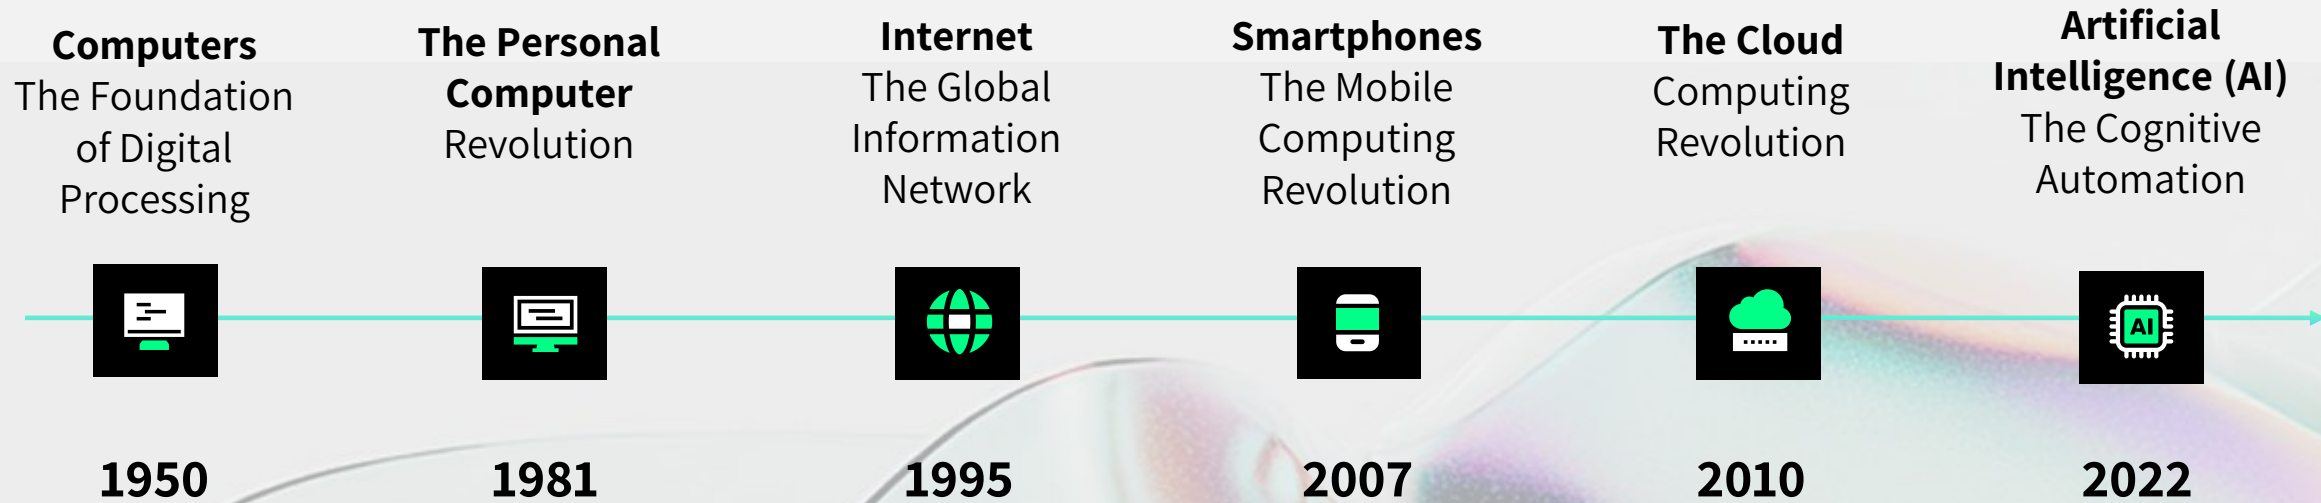 Computers
The Foundation
of Digital
Processing
The Personal
Computer
Revolution
Internet
The Global
Information
Network
Smartphones
The Mobile
Computing
Revolution
The Cloud
Computing
Revolution
Artificial
Intelligence (AI)
The Cognitive
Automation
AI
1950
1981
1995
2007
2010
2022